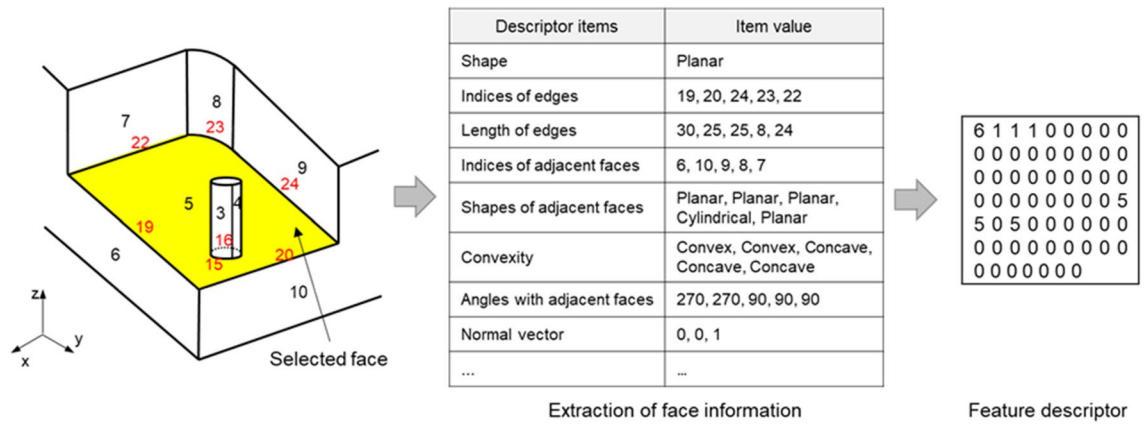 7
8
22
23
9
24
5
3
4
19
16
6
15
20
10
z
y
x
Selected face
Descriptor items Item value
Shape Planar
Indices of edges 19, 20, 24, 23, 22
Length of edges 30, 25, 25, 8, 24
Indices of adjacent faces 6, 10, 9, 8, 7
Shapes of adjacent faces Planar, Planar, Planar,
Cylindrical, Planar
Convexity Convex, Convex, Concave,
Concave, Concave
Angles with adjacent faces 270, 270, 90, 90, 90
Normal vector 0, 0, 1
... ...
Extraction of face information
6 1 1 1 1 0 0 0 0 0
0 0 0 0 0 0 0 0 0 0
0 0 0 0 0 0 0 0 0 5
5 0 5 0 0 0 0 0 0 0
0 0 0 0 0 0 0 0 0 0
0 0 0 0 0 0 0
Feature descriptor